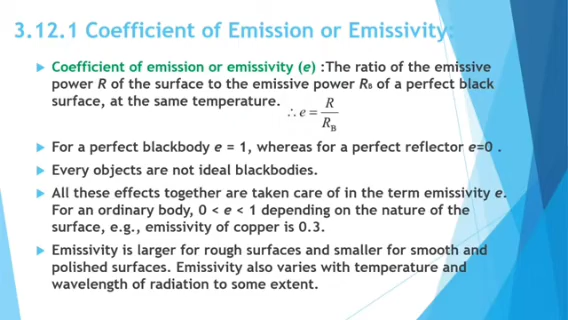 3.12.1 Coefficient of Emission or Emissivity:
Coefficient of emission or emissivity (e) :The ratio of the emissive
power R of the surface to the emissive power RB of a perfect black
surface, at the same temperature.
∴ e = R / RB
For a perfect blackbody e = 1, whereas for a perfect reflector e=0 .
Every objects are not ideal blackbodies.
All these effects together are taken care of in the term emissivity e.
For an ordinary body, 0 < e < 1 depending on the nature of the
surface, e.g., emissivity of copper is 0.3.
Emissivity is larger for rough surfaces and smaller for smooth and
polished surfaces. Emissivity also varies with temperature and
wavelength of radiation to some extent.